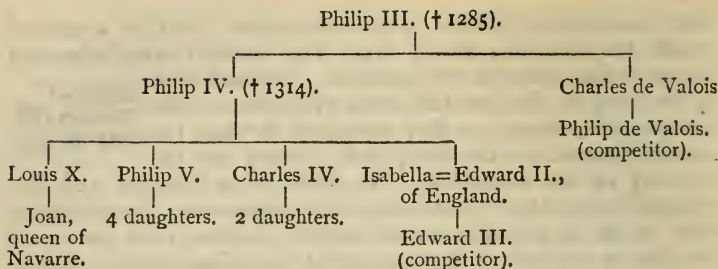 Philip III. († 1285).
Philip IV. († 1314).
Charles de Valois
Philip de Valois.
(competitor).
Louis X. Philip V. Charles IV. Isabella=Edward II.,
of England.
Joan, 4 daughters. 2 daughters.
queen of
Navarre.
Edward III.
(competitor).